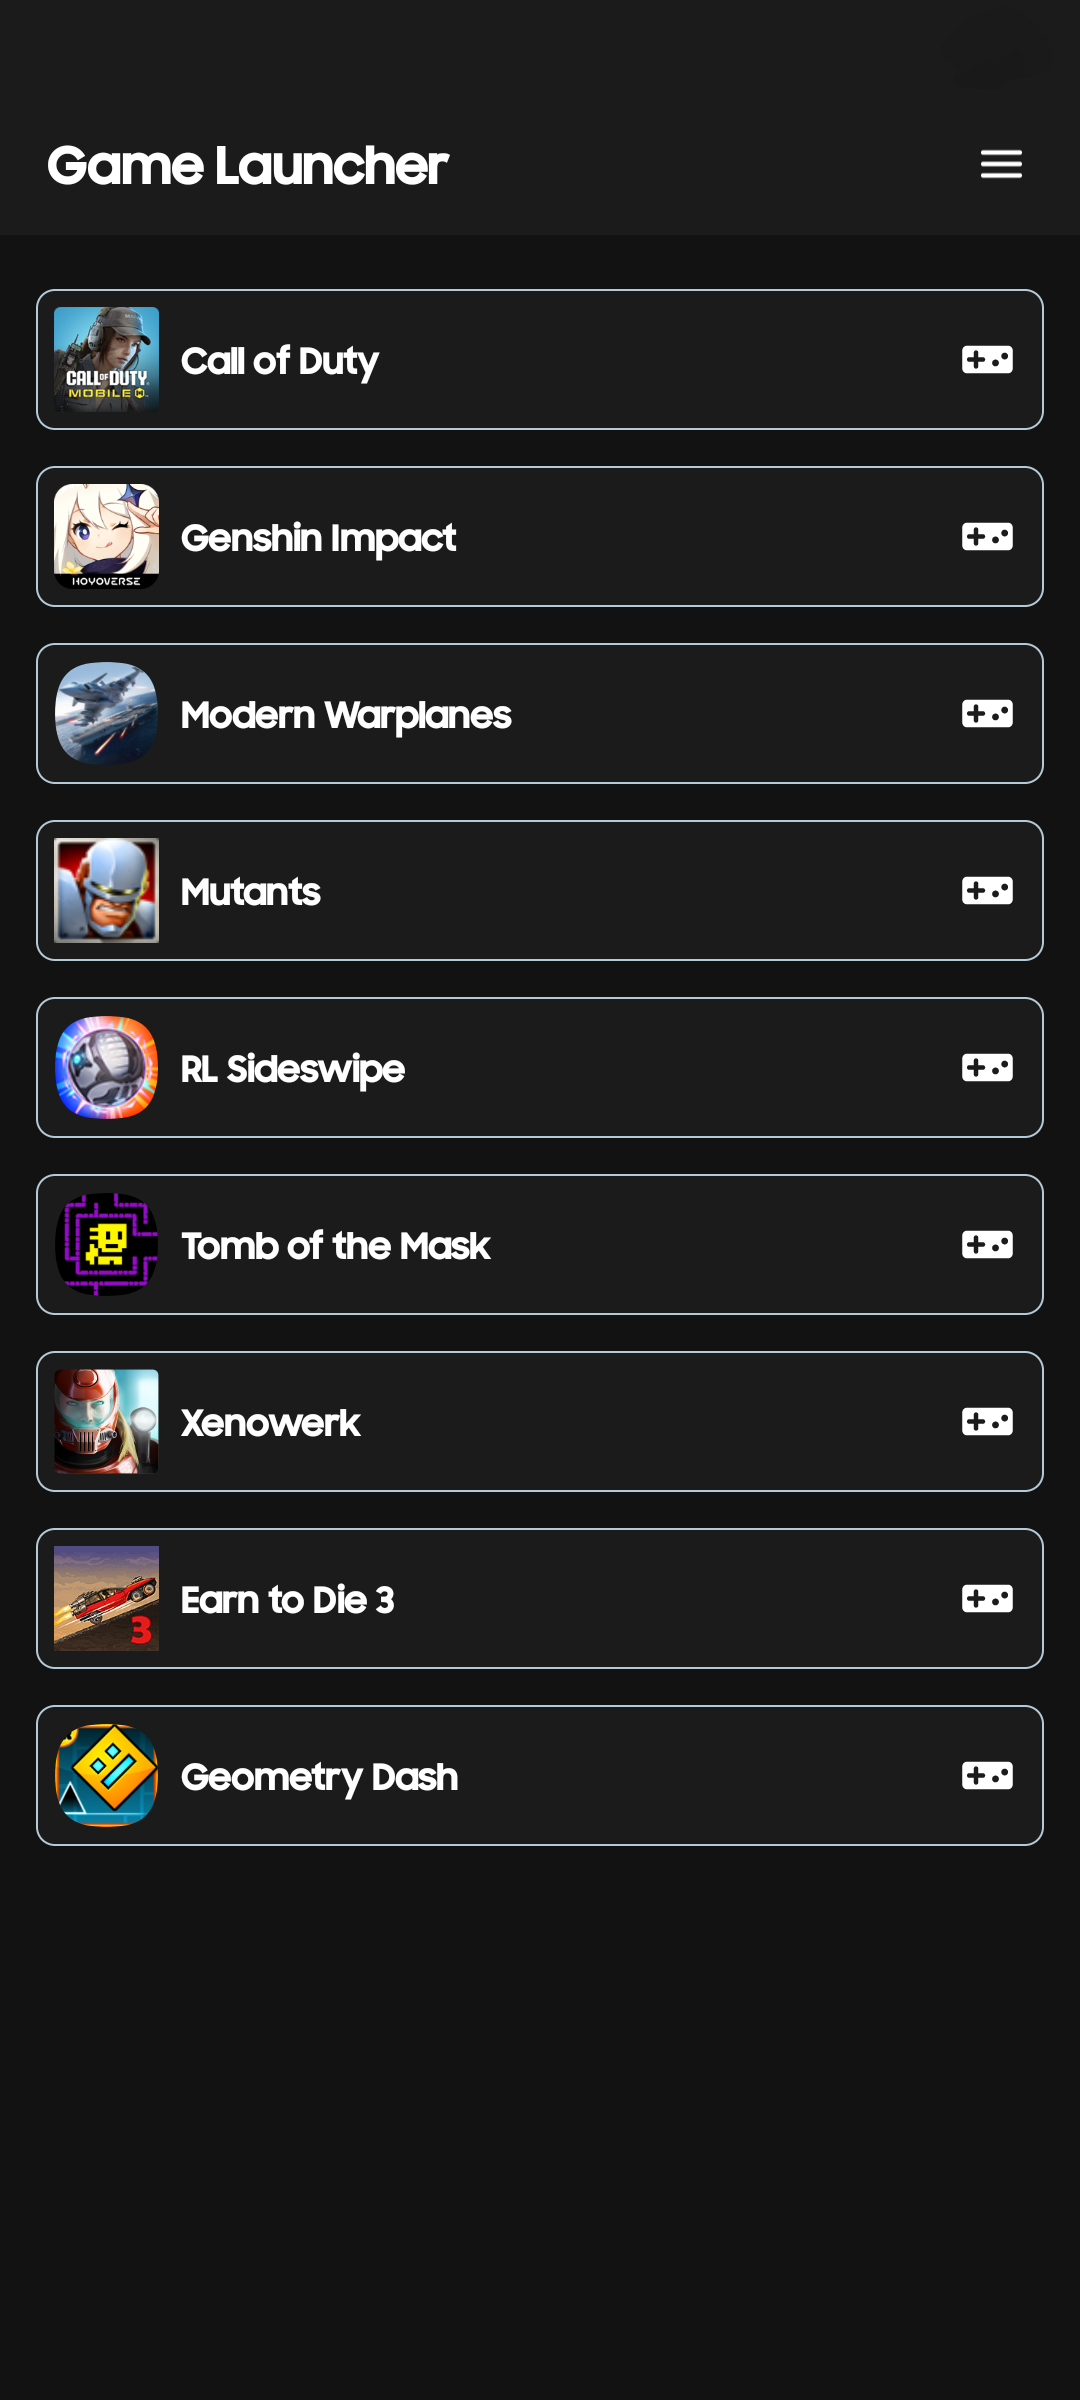 Game Launcher
CALL OF DUTY
MOBILE
Call of Duty
HOYOVERSE
Genshin Impact
Modern Warplanes
Mutants
RL Sideswipe
Tomb of the Mask
Xenowerk
3
Earn to Die 3
Geometry Dash